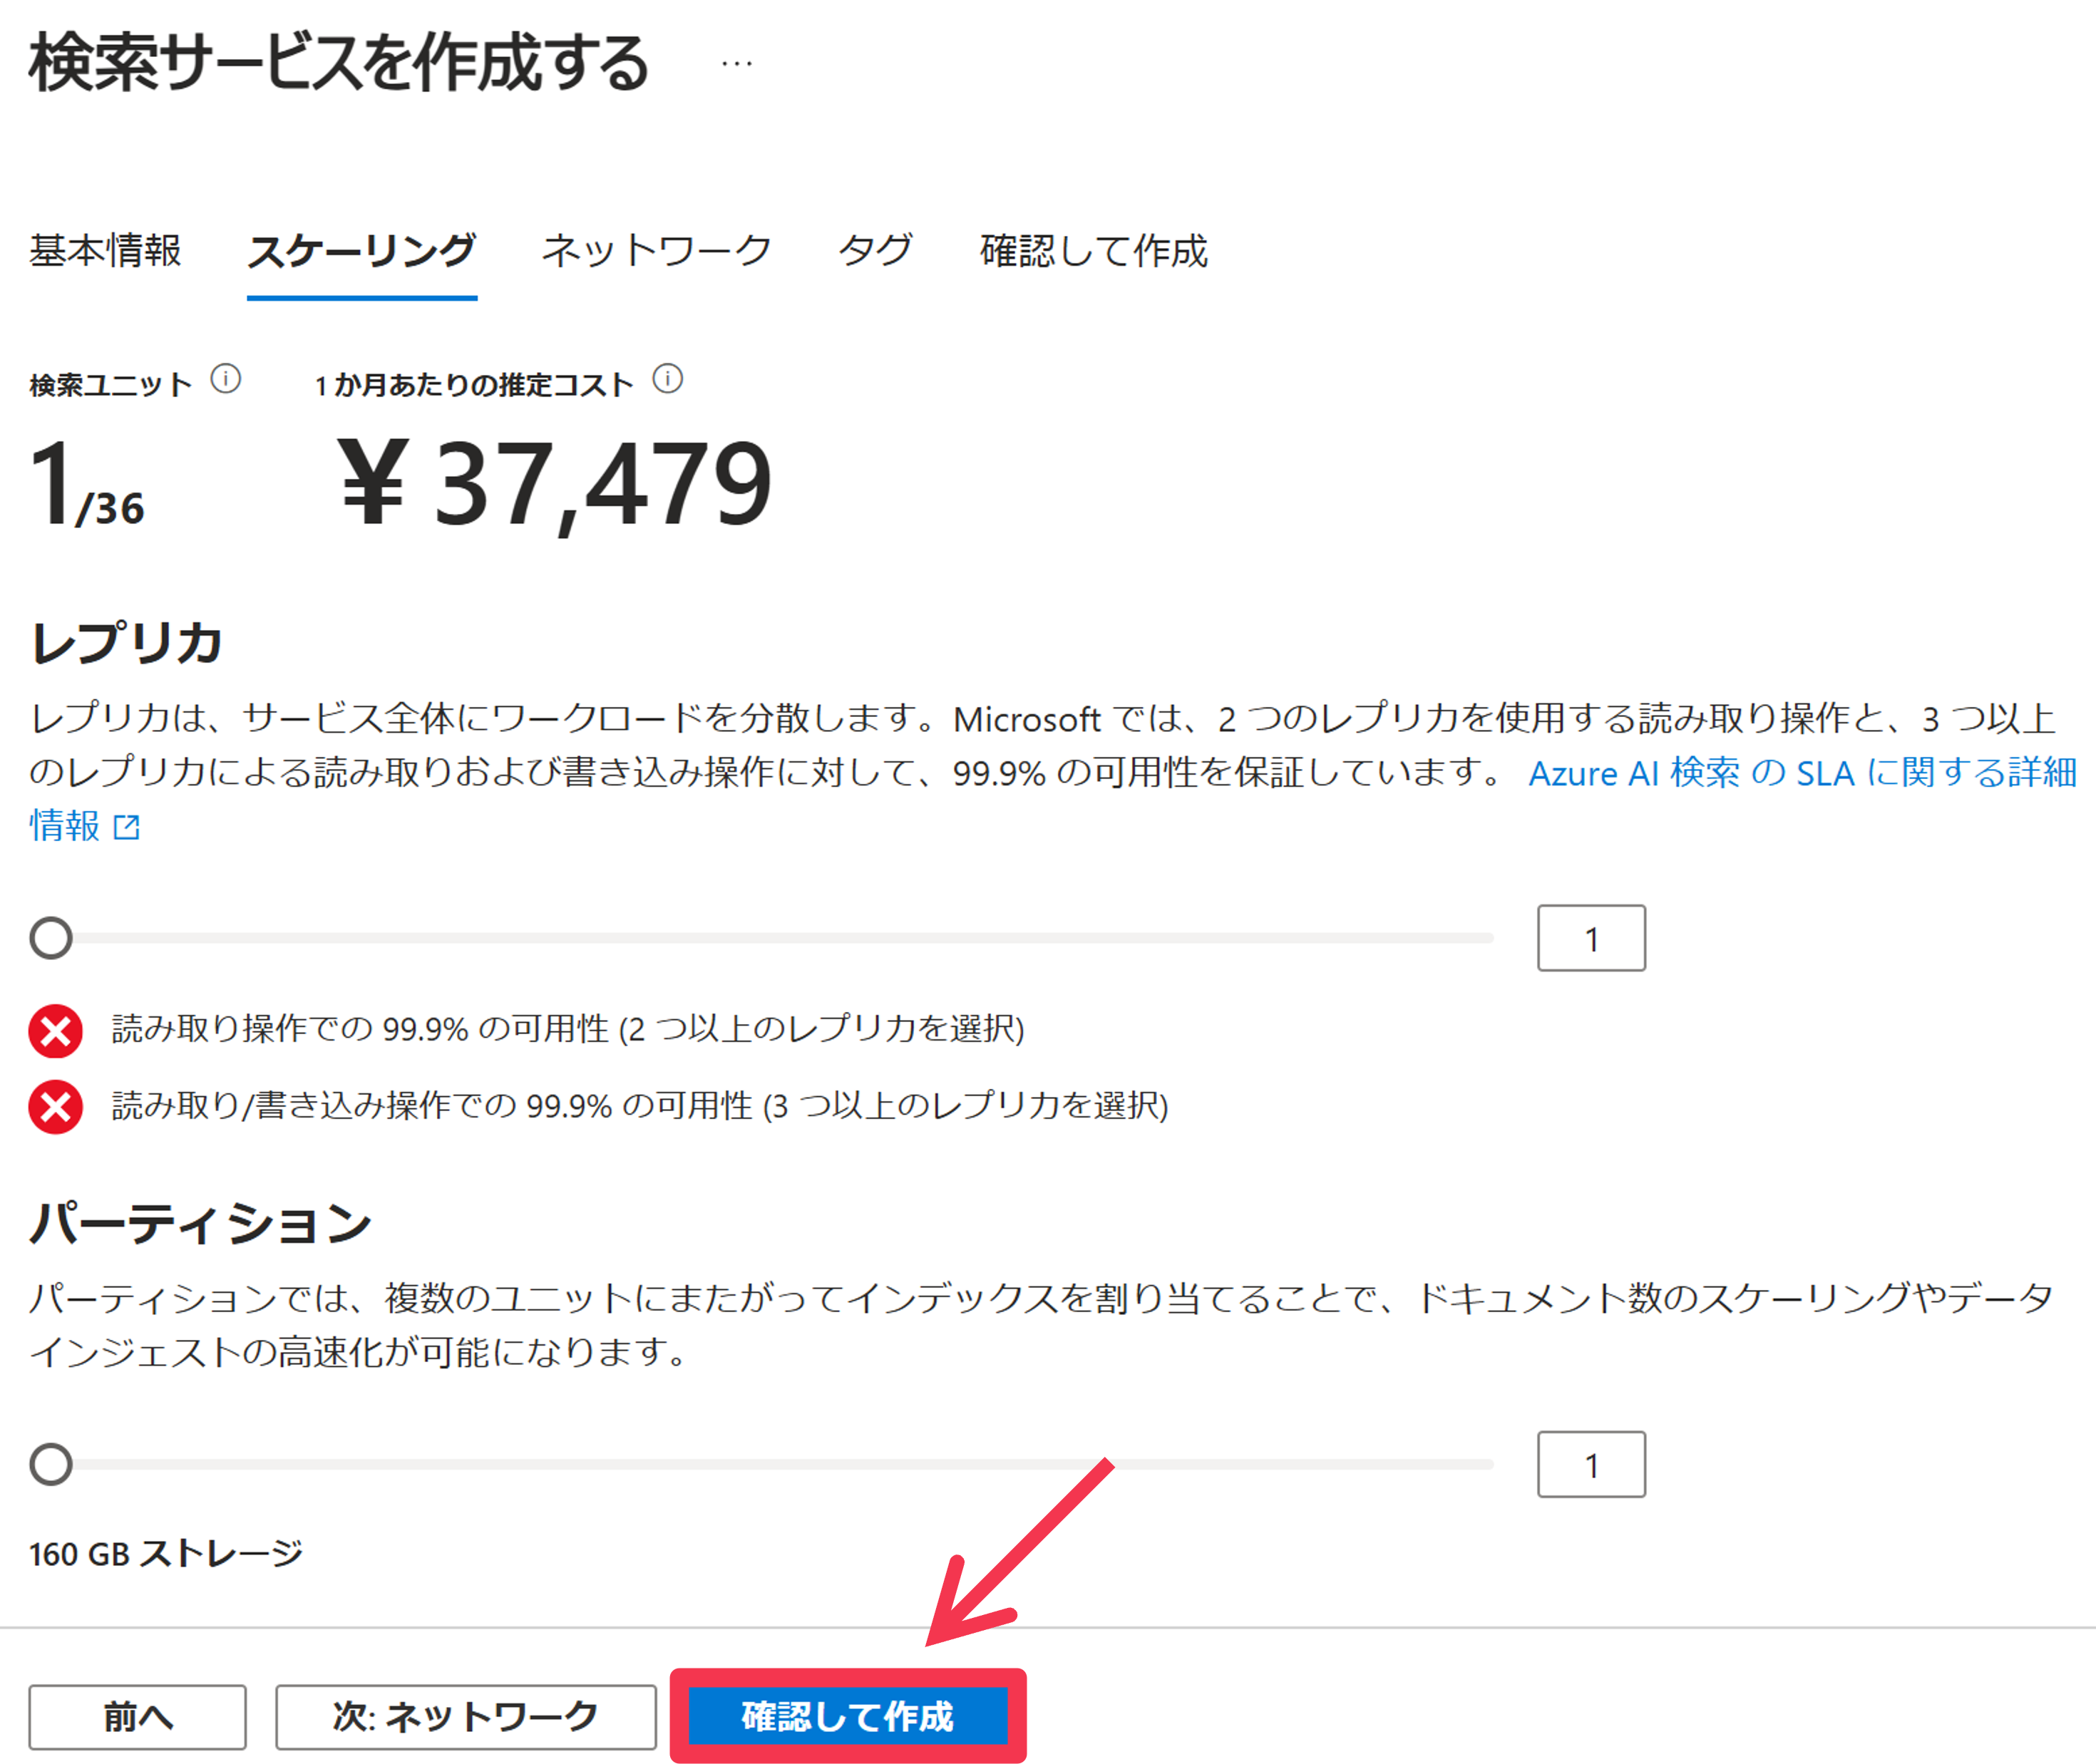 検索サービスを作成する …
基本情報 スケーリング ネットワーク タグ 確認して作成
検索ユニット 1 か月あたりの推定コスト
1/36 ¥ 37,479
レプリカ
レプリカは、サービス全体にワークロードを分散します。Microsoft では、2 つのレプリカを使用する読み取り操作と、3 つ以上
のレプリカによる読み取りおよび書き込み操作に対して、99.9% の可用性を保証しています。 Azure AI 検索 の SLA に関する詳細
情報
1
読み取り操作での 99.9% の可用性 (2 つ以上のレプリカを選択)
読み取り/書き込み操作での 99.9% の可用性 (3 つ以上のレプリカを選択)
パーティション
パーティションでは、複数のユニットにまたがってインデックスを割り当てることで、ドキュメント数のスケーリングやデータ
インジェストの高速化が可能になります。
1
160 GB ストレージ
前へ 次: ネットワーク 確認して作成